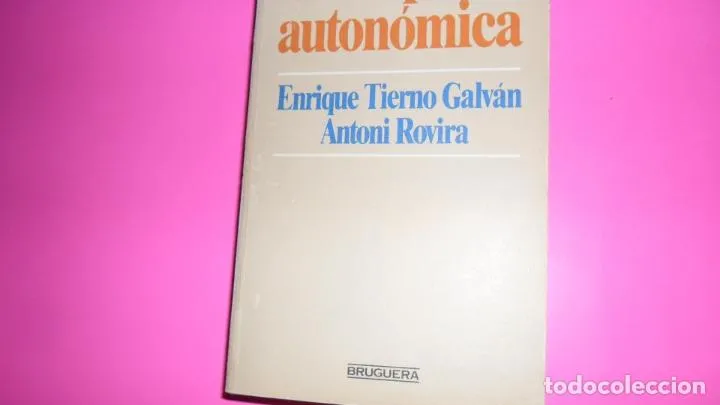 autonómica
Enrique Tierno Galván
Antoni Rovira
BRUGUERA
todocoleccion